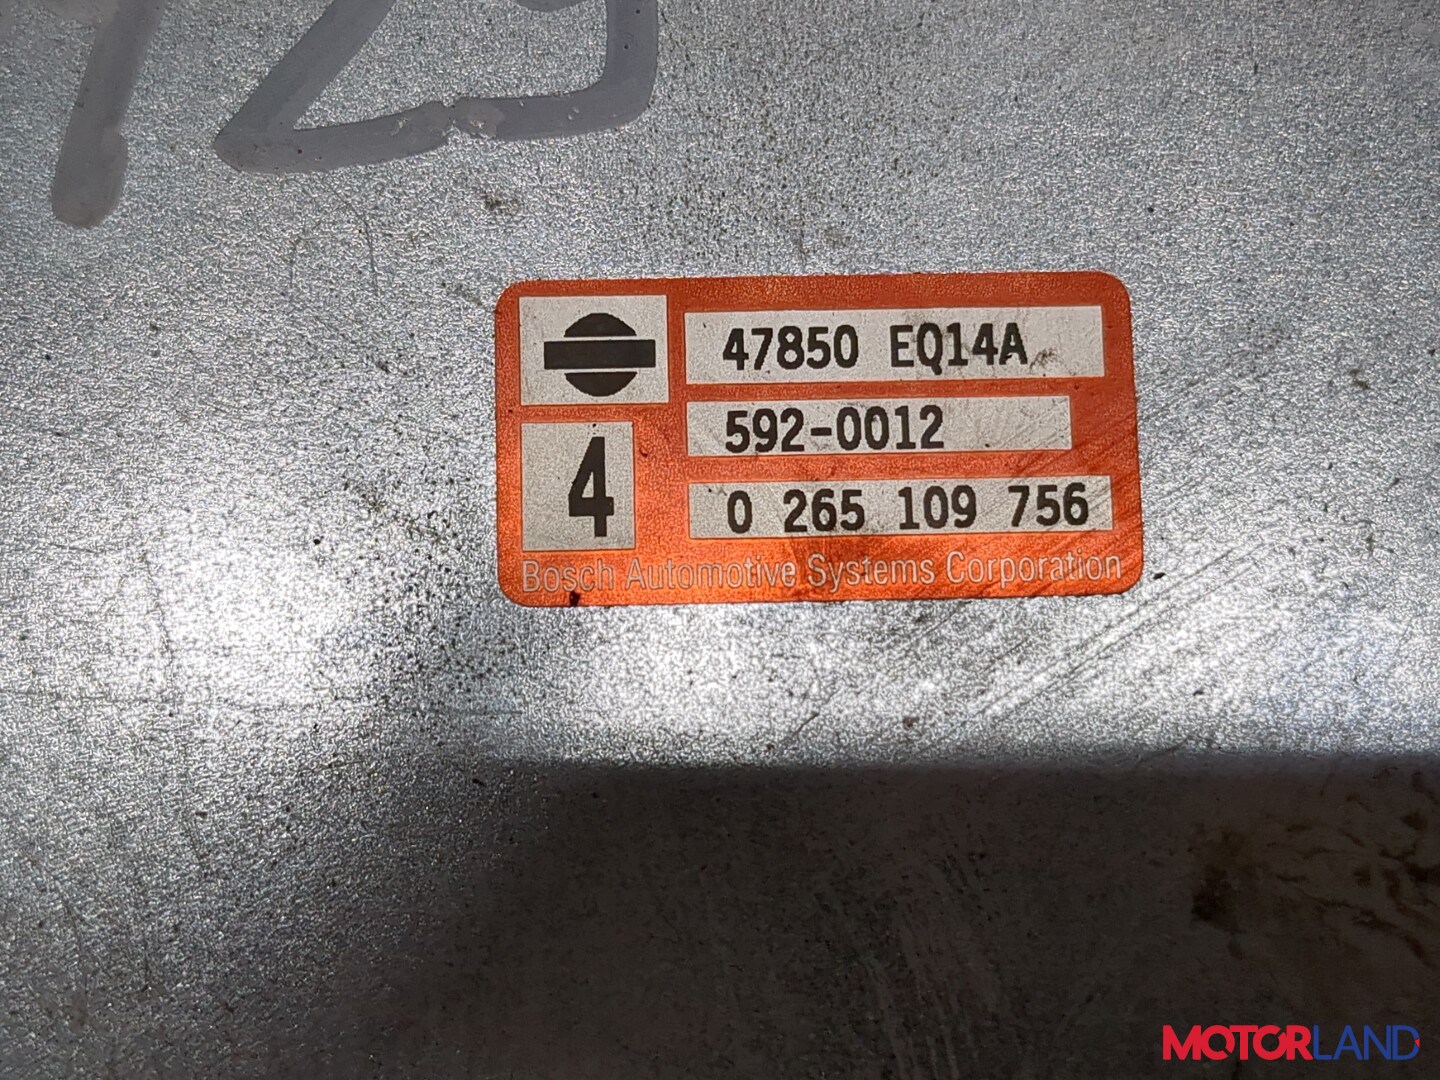 47850 EQ14A
592-0012
4
0 265 109 756
Bosch Automotive Systems Corporation
MOTORLAND